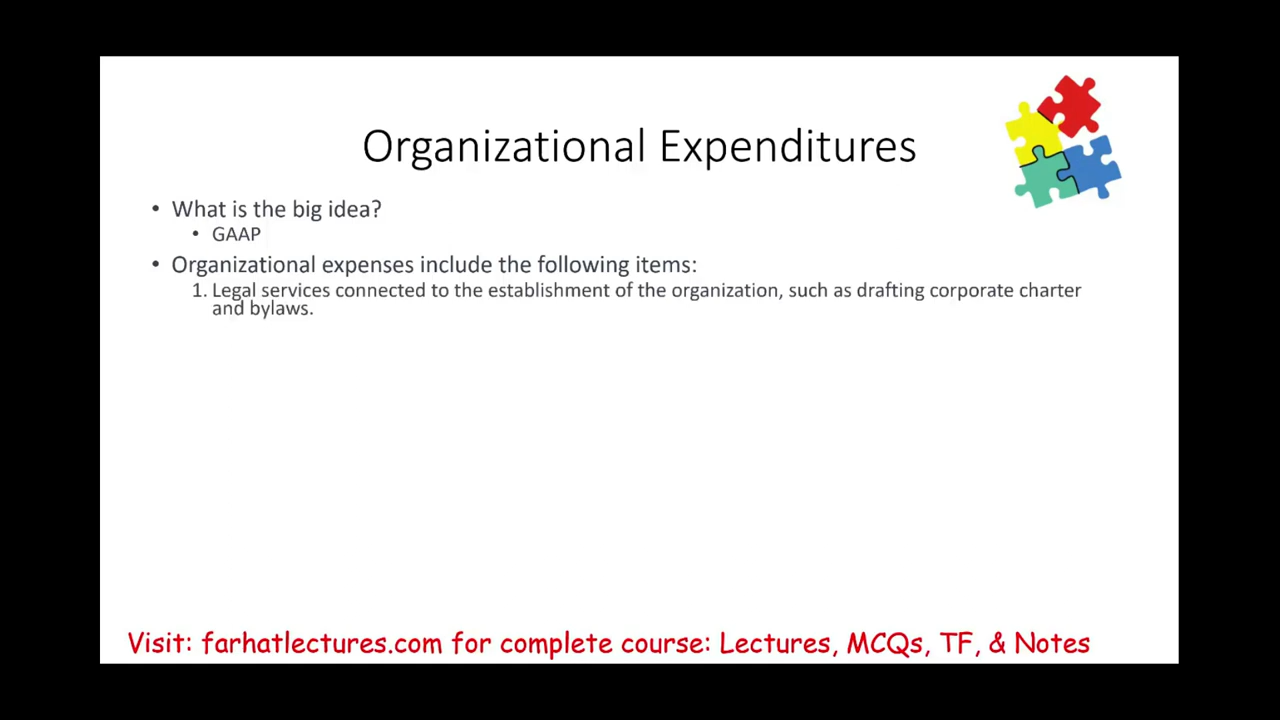 Organizational Expenditures
• What is the big idea?
• GAAP
• Organizational expenses include the following items:
1. Legal services connected to the establishment of the organization, such as drafting corporate charter
and bylaws.
Visit: farhatlectures.com for complete course: Lectures, MCQs, TF, & Notes